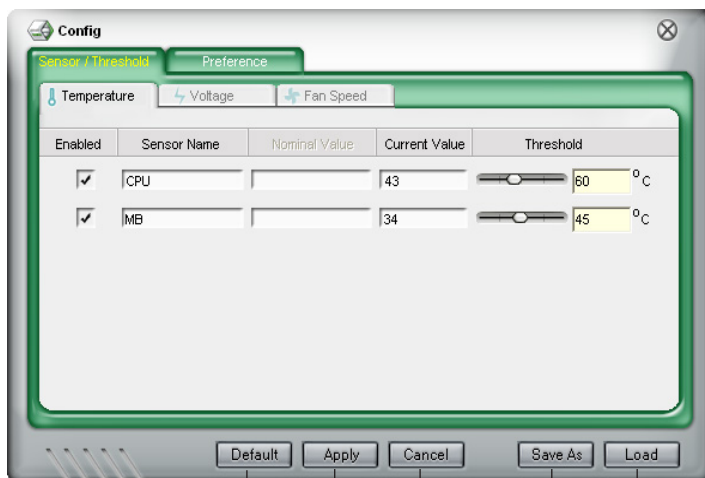 Config
Sensor / Threshold Preference
Temperature Voltage Fan Speed
Enabled Sensor Name Nominal Value Current Value Threshold
CPU 43 60 °C
MB 34 45 °C
Default Apply Cancel Save As Load